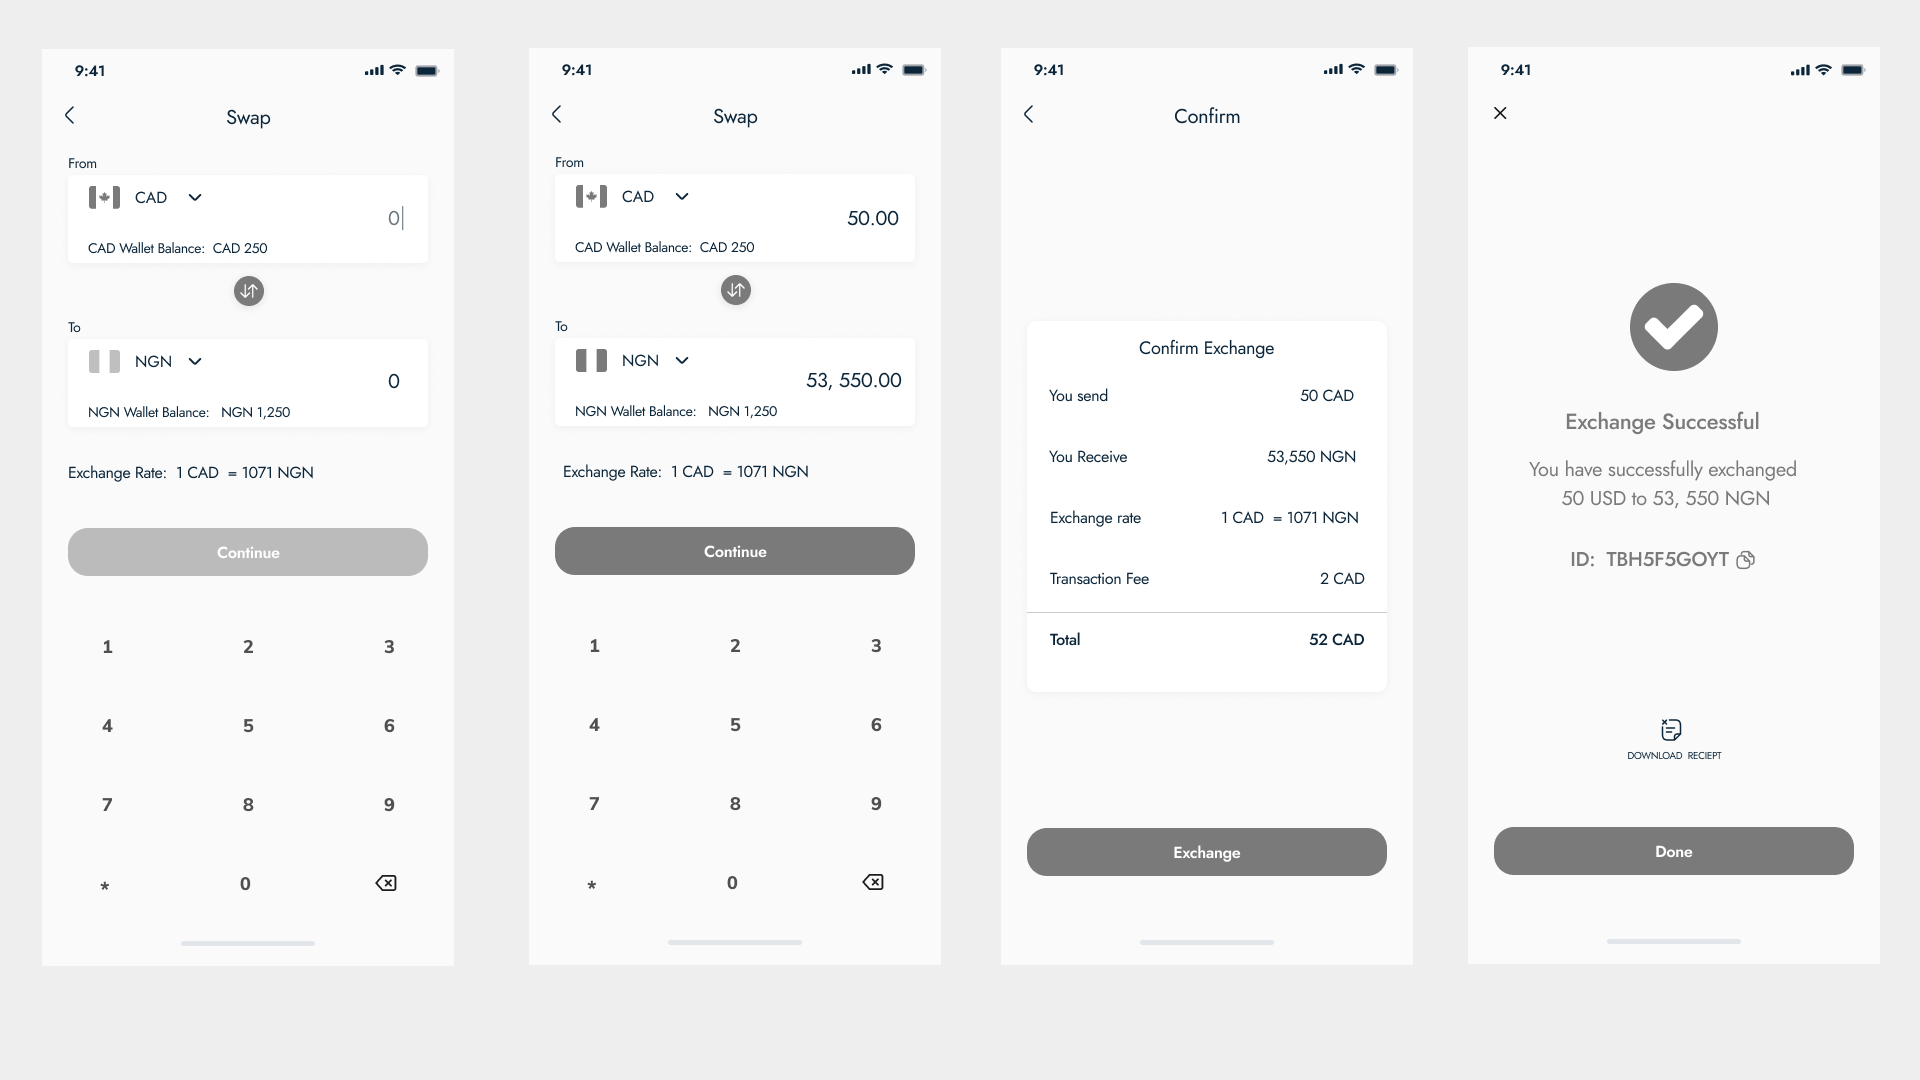 9:41
Swap
From
CAD
0
CAD Wallet Balance: CAD 250
To
NGN
0
NGN Wallet Balance: NGN 1,250
Exchange Rate: 1 CAD = 1071 NGN
Continue
1 2 3
4 5 6
7 8 9
* 0
9:41
Swap
From
CAD
50.00
CAD Wallet Balance: CAD 250
To
NGN
53, 550.00
NGN Wallet Balance: NGN 1,250
Exchange Rate: 1 CAD = 1071 NGN
Continue
1 2 3
4 5 6
7 8 9
* 0
9:41
Confirm
Confirm Exchange
You send 50 CAD
You Receive 53,550 NGN
Exchange rate 1 CAD = 1071 NGN
Transaction Fee 2 CAD
Total 52 CAD
Exchange
9:41
Exchange Successful
You have successfully exchanged
50 USD to 53, 550 NGN
ID: TBH5F5GOYT
DOWNLOAD RECIEPT
Done